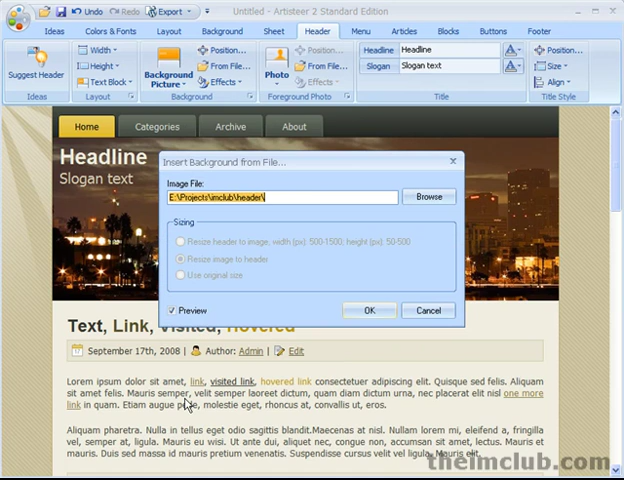 Undo Redo Export Untitled - Artisteer 2 Standard Edition
Ideas Colors & Fonts Layout Background Sheet Header Menu Articles Blocks Buttons Footer
Suggest Header
Width
Height
Text Block
Background Picture
Position...
From File...
Effects
Photo
Position...
From File...
Effects
Headline Headline
Slogan Slogan text
Position...
Size
Align
Ideas Layout Background Foreground Photo Title Title Style
Home Categories Archive About
Headline
Slogan text
Insert Background from File...
Image File:
E:\Projects\imclub\header\
Browse
Sizing
Resize header to image, width (px): 500-1500, height (px): 50-500
Resize image to header
Use original size
Preview OK Cancel
Text, Link, Visited, Hovered
September 17th, 2008 | Author: Admin | Edit
Lorem ipsum dolor sit amet, link, visited link, hovered link consectetuer adipiscing elit. Quisque sed felis. Aliquam
sit amet felis. Mauris semper, velit semper laoreet dictum, quam diam dictum urna, nec placerat elit nisl one more
link in quam. Etiam augue pede, molestie eget, rhoncus at, convallis ut, eros.
Aliquam pharetra. Nulla in tellus eget odio sagittis blandit.Maecenas at nisl. Nullam lorem mi, eleifend a, fringilla
vel, semper at, ligula. Mauris eu wisi. Ut ante dui, aliquet nec, congue non, accumsan sit amet, lectus. Mauris et
mauris. Duis sed massa id mauris pretium venenatis. Suspendisse cursus velit vel ligula. Mauris elit.
theimclub.com